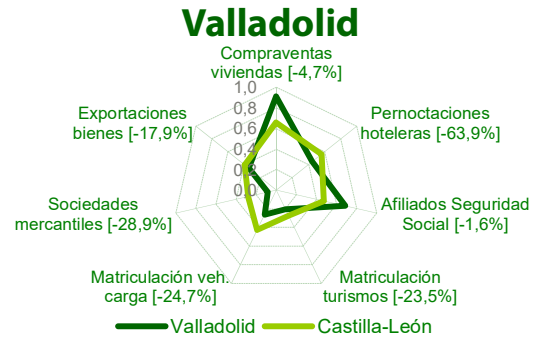 Valladolid
Compraventas
viviendas [-4,7%]
1,0
0,8
0,6
0,4
0,2
0,0
Exportaciones
bienes [-17,9%]
Pernoctaciones
hoteleras [-63,9%]
Sociedades
mercantiles [-28,9%]
Afiliados Seguridad
Social [-1,6%]
Matriculación veh.
carga [-24,7%]
Matriculación
turismos [-23,5%]
Valladolid
Castilla-León